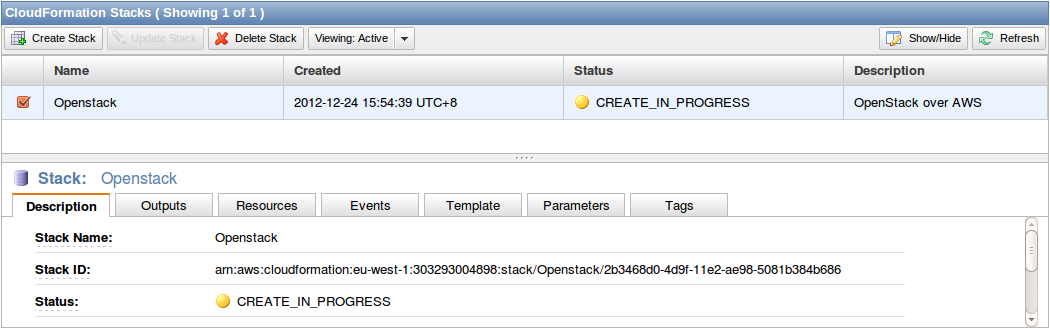 CloudFormation Stacks ( Showing 1 of 1 )
Create Stack Update Stack Delete Stack Viewing: Active Show/Hide Refresh
Name Created Status Description
Openstack 2012-12-24 15:54:39 UTC+8 CREATE_IN_PROGRESS OpenStack over AWS
Stack: Openstack
Description Outputs Resources Events Template Parameters Tags
Stack Name: Openstack
Stack ID: arn:aws:cloudformation:eu-west-1:303293004898:stack/Openstack/2b3468d0-4d9f-11e2-ae98-5081b384b686
Status: CREATE_IN_PROGRESS